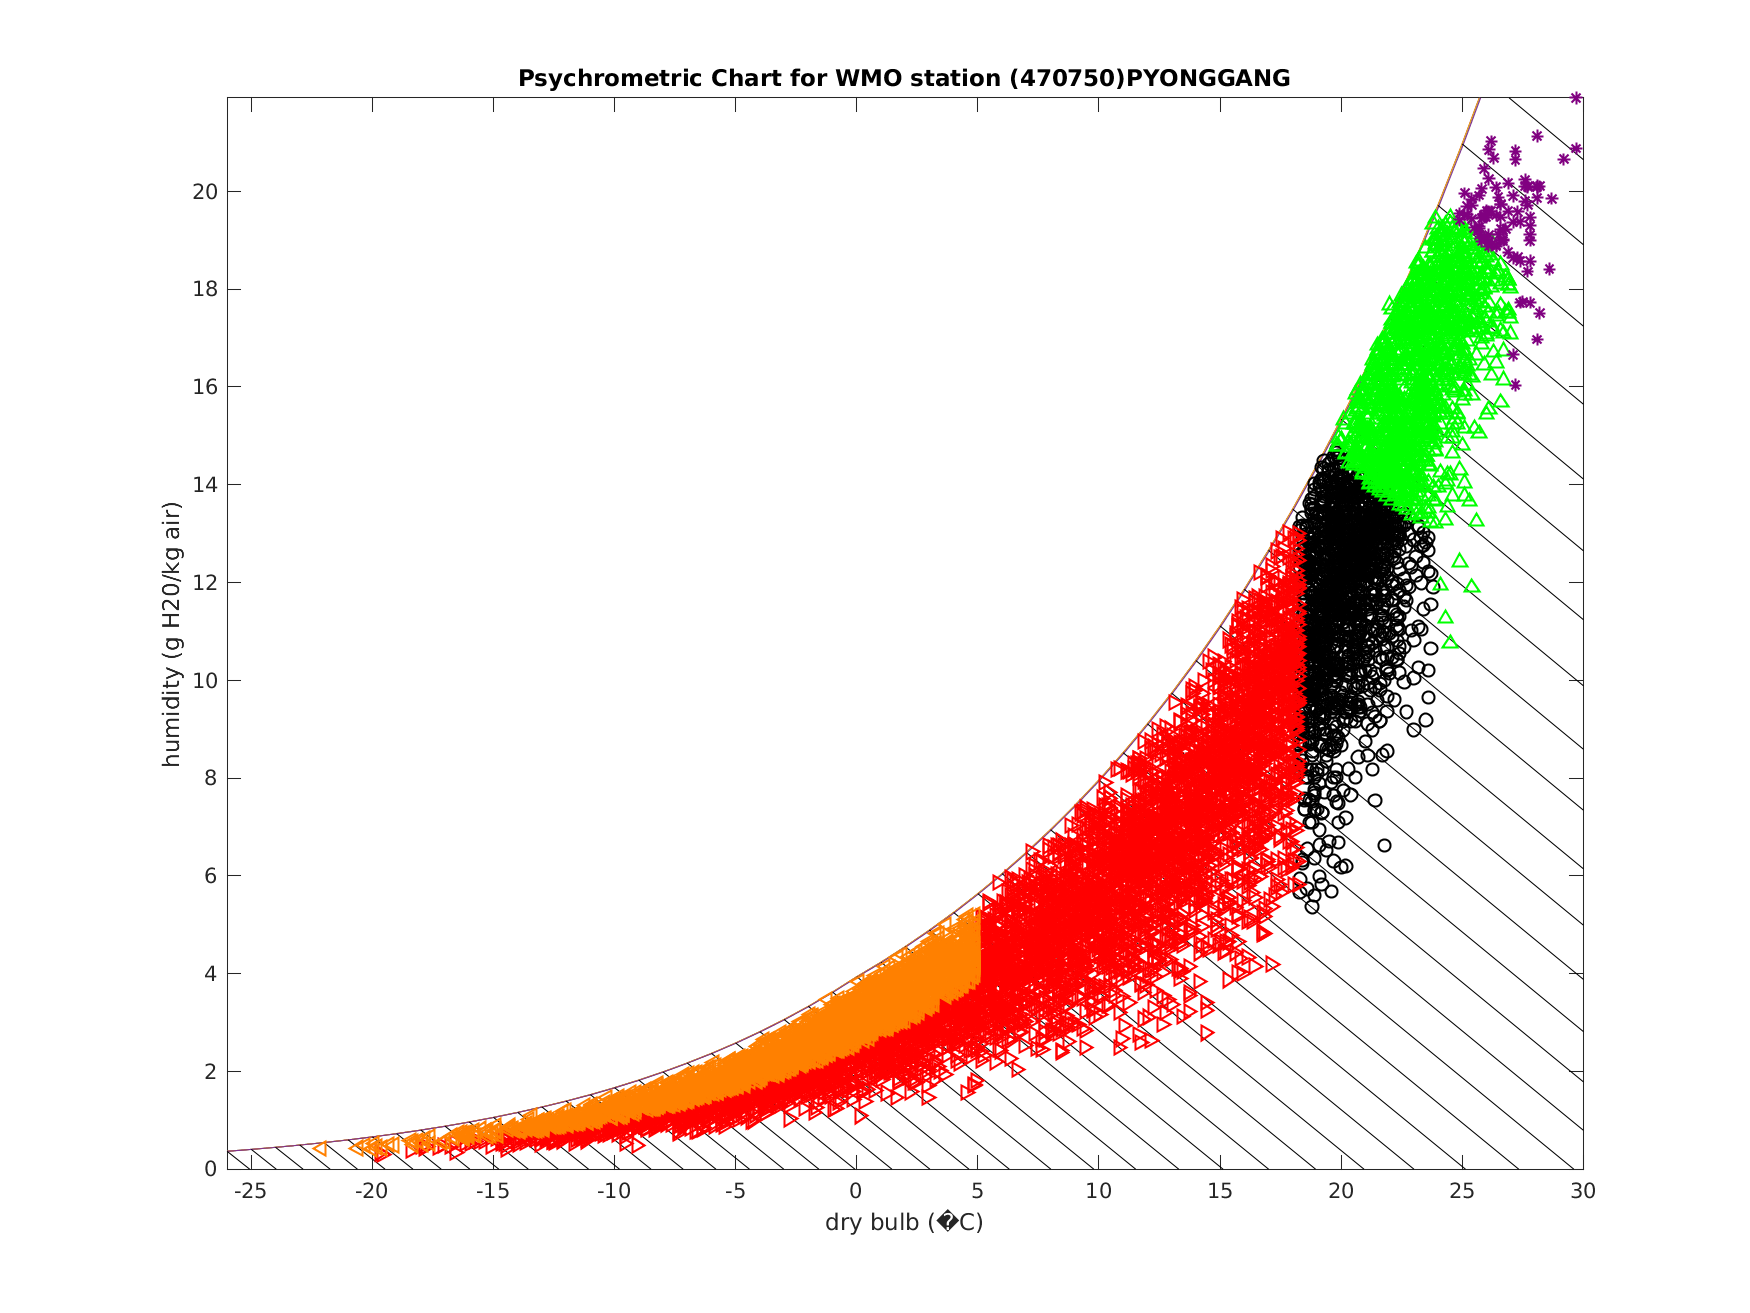 Psychrometric Chart for WMO station (470750)PYONGGANG
humidity (g H20/kg air)
20
18
16
14
12
10
8
6
4
2
0
-25 -20 -15 -10 -5 0 5 10 15 20 25 30
dry bulb (�C)